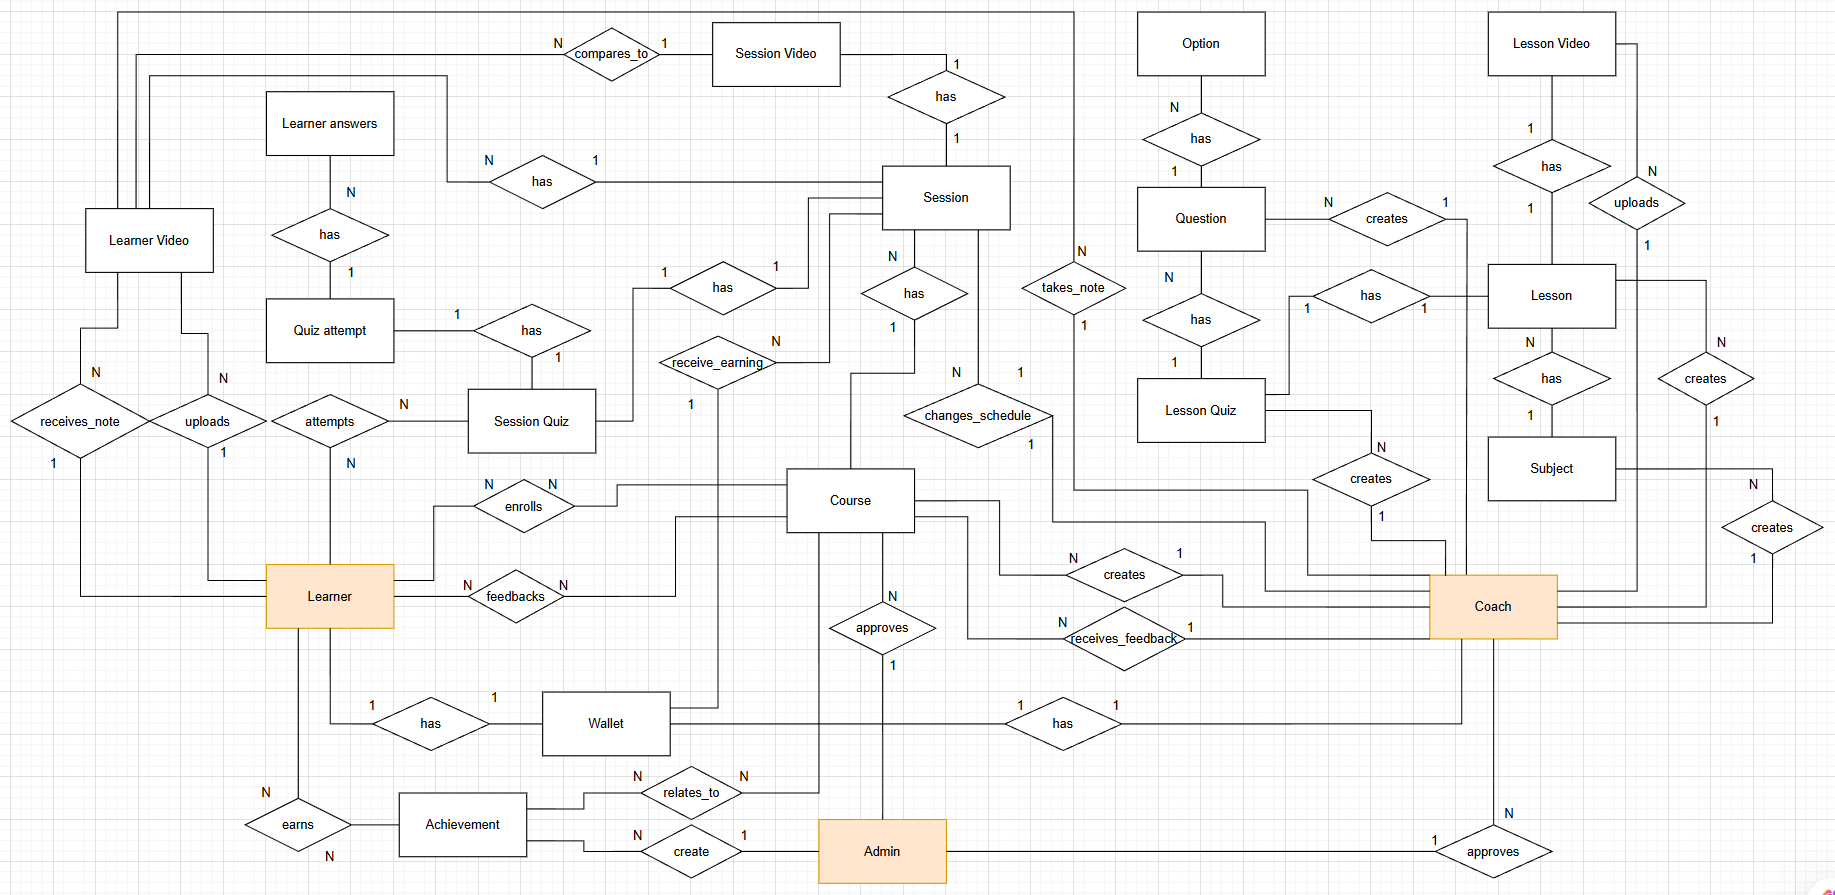 Option
Lesson Video
N
compares_to
1
Session Video
1
has
1
Learner answers
N
has
1
1
has
1
N
has
1
N
uploads
1
Session
Learner Video
N
has
1
Question
N
creates
1
Lesson
1
has
1
N
takes_note
1
N
has
1
N
has
1
1
has
1
Quiz attempt
1
has
1
N
receive_earning
1
N
changes_schedule
1
1
N
has
1
N
creates
1
Lesson Quiz
N
receives_note
1
N
uploads
1
attempts
N
N
Session Quiz
N
creates
1
Subject
N
creates
1
N
enrolls
N
Course
N
creates
1
Learner
N
feedbacks
N
Coach
N
approves
1
N
receives_feedback
1
1
has
1
Wallet
1
has
1
N
relates_to
N
N
earns
N
Achievement
N
create
1
Admin
1
approves
N